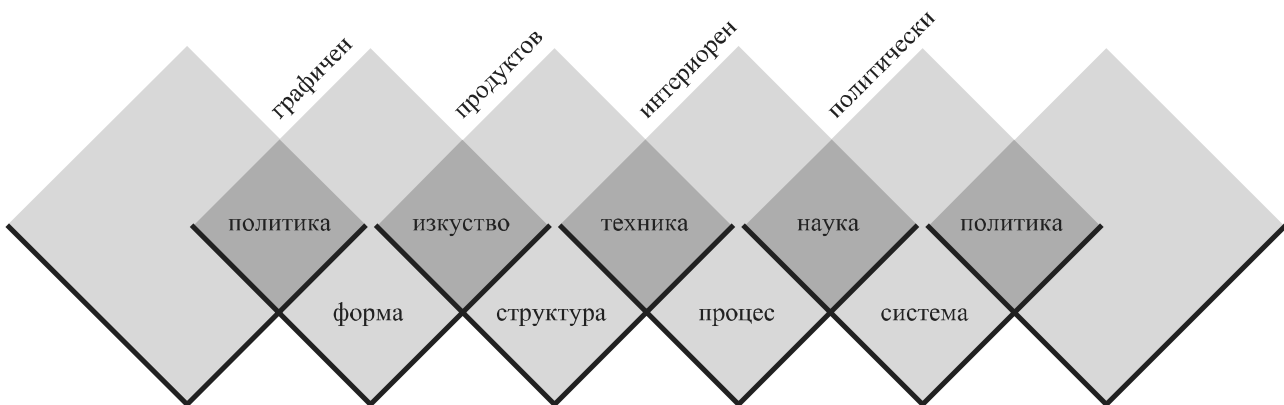 графичен
продуктов
интериорен
политически
политика
изкуство
техника
наука
политика
форма
структура
процес
система